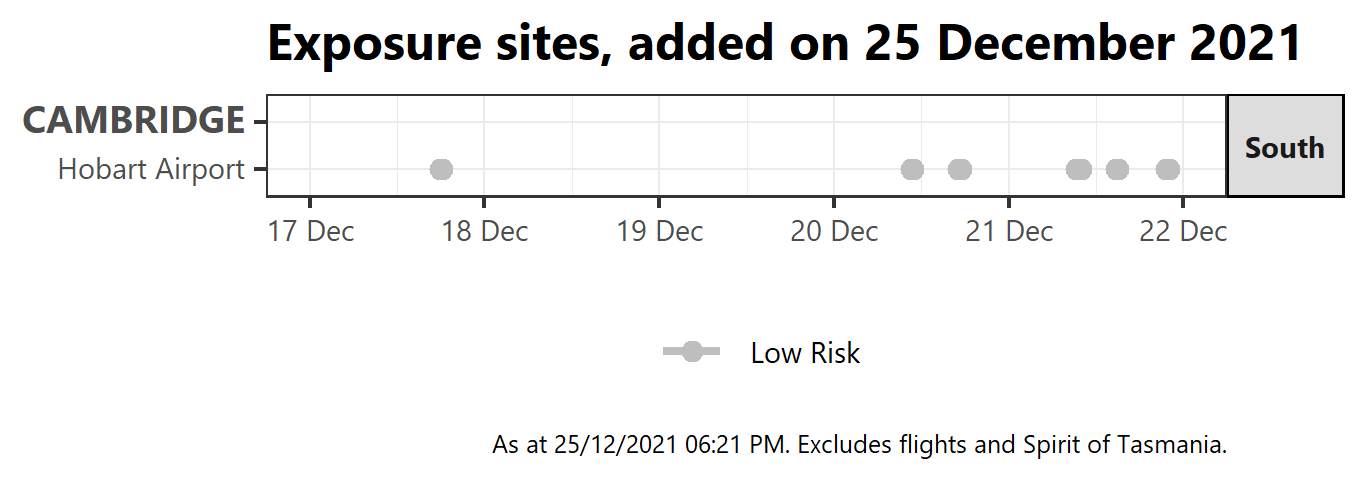 Exposure sites, added on 25 December 2021
CAMBRIDGE
Hobart Airport
South
17 Dec 18 Dec 19 Dec 20 Dec 21 Dec 22 Dec
Low Risk
As at 25/12/2021 06:21 PM. Excludes flights and Spirit of Tasmania.